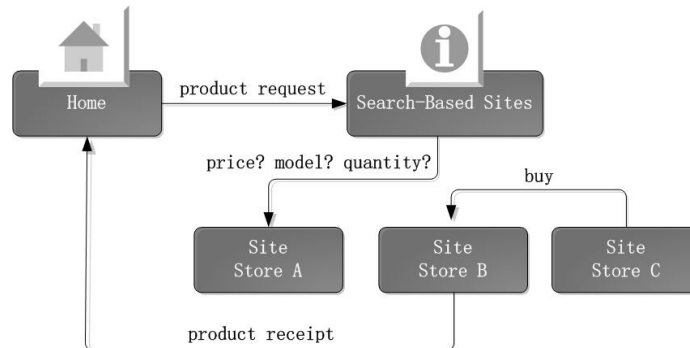 Home
product request
Search-Based Sites
price? model? quantity?
buy
Site
Store A
Site
Store B
Site
Store C
product receipt